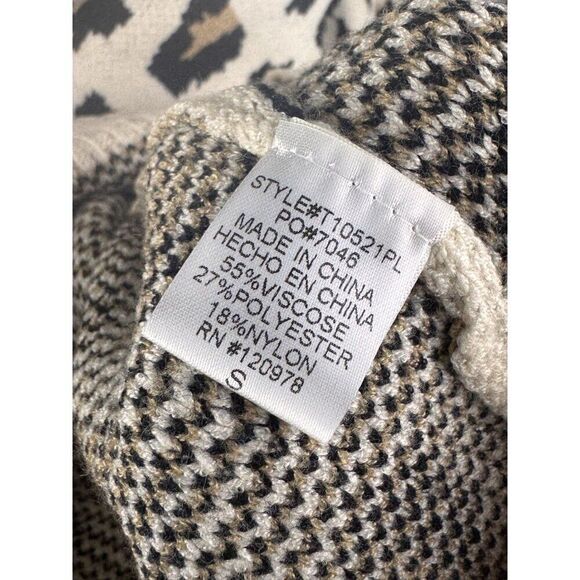 STYLE#T10521PL
PO#7046
MADE IN CHINA
HECHO EN CHINA
55%VISCOSE
27%POLYESTER
18%NYLON
RN #120978
S